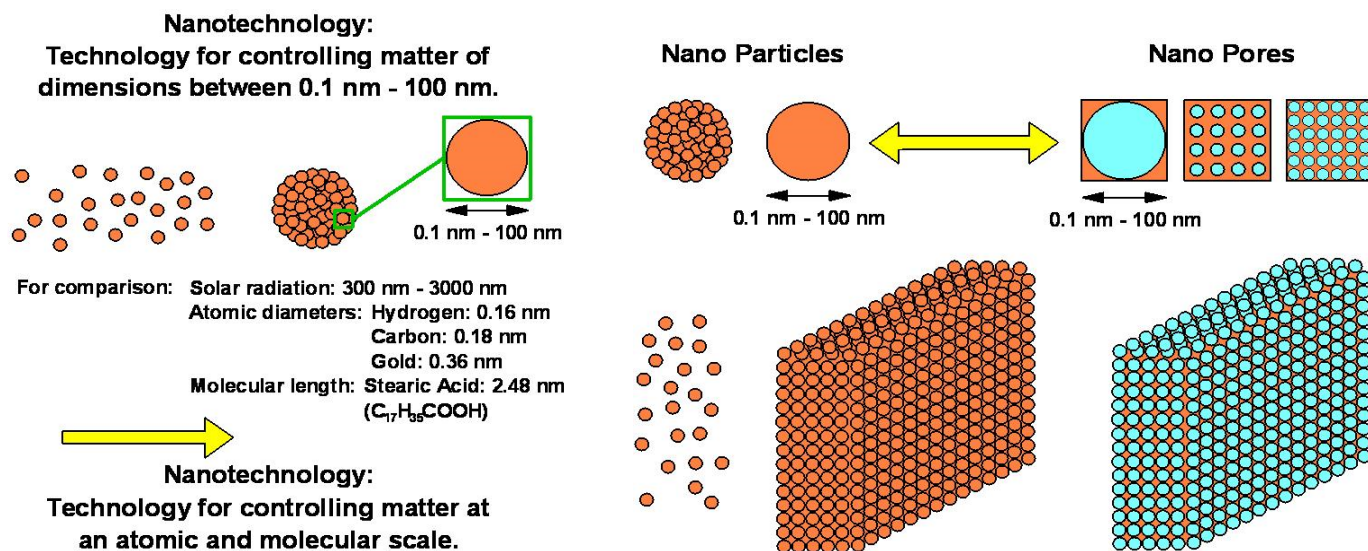 Nanotechnology:
Technology for controlling matter of
dimensions between 0.1 nm - 100 nm.
0.1 nm - 100 nm
For comparison: Solar radiation: 300 nm - 3000 nm
Atomic diameters: Hydrogen: 0.16 nm
Carbon: 0.18 nm
Gold: 0.36 nm
Molecular length: Stearic Acid: 2.48 nm
(C₁₇H₃₅COOH)
Nanotechnology:
Technology for controlling matter at
an atomic and molecular scale.
Nano Particles
Nano Pores
0.1 nm - 100 nm
0.1 nm - 100 nm